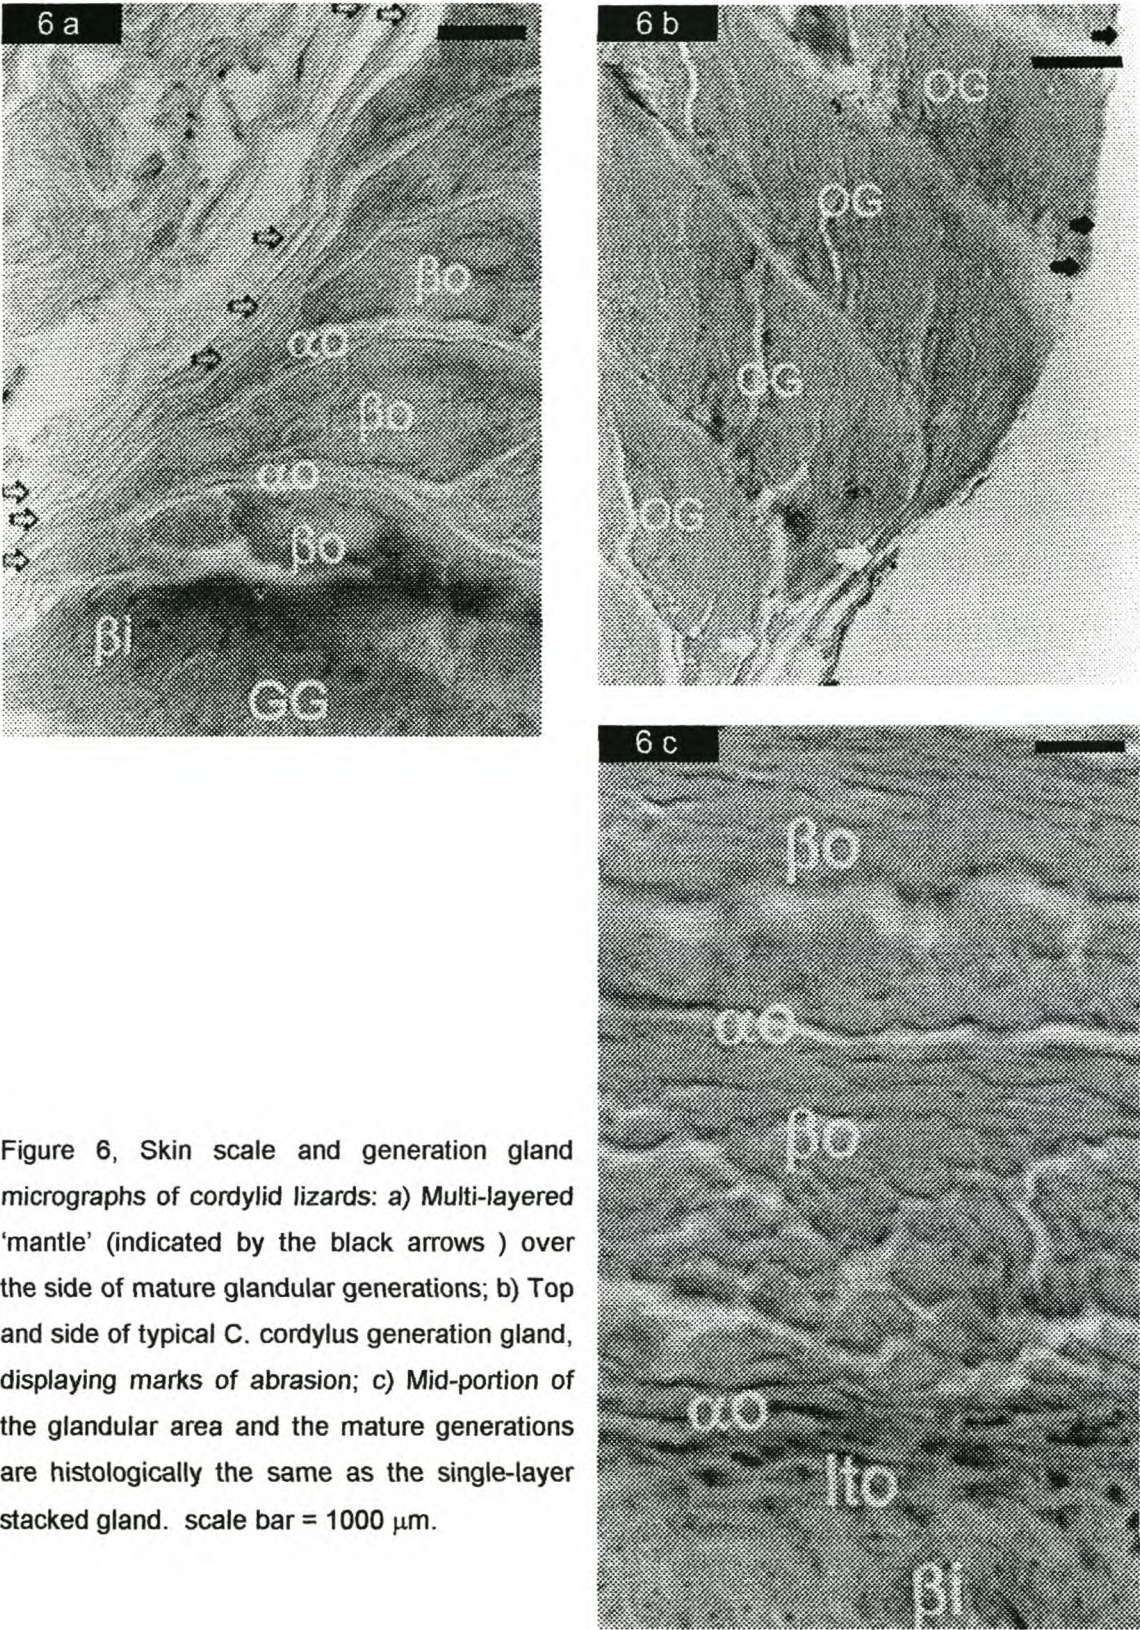 6 a
βo
αo
βo
αo
βo
βi
GG
6 b
OG
OG
OG
OG
6 c
βo
αo
βo
αo
lto
βi
Figure 6, Skin scale and generation gland
micrographs of cordylid lizards: a) Multi-layered
'mantle' (indicated by the black arrows ) over
the side of mature glandular generations; b) Top
and side of typical C. cordylus generation gland,
displaying marks of abrasion; c) Mid-portion of
the glandular area and the mature generations
are histologically the same as the single-layer
stacked gland. scale bar = 1000 μm.